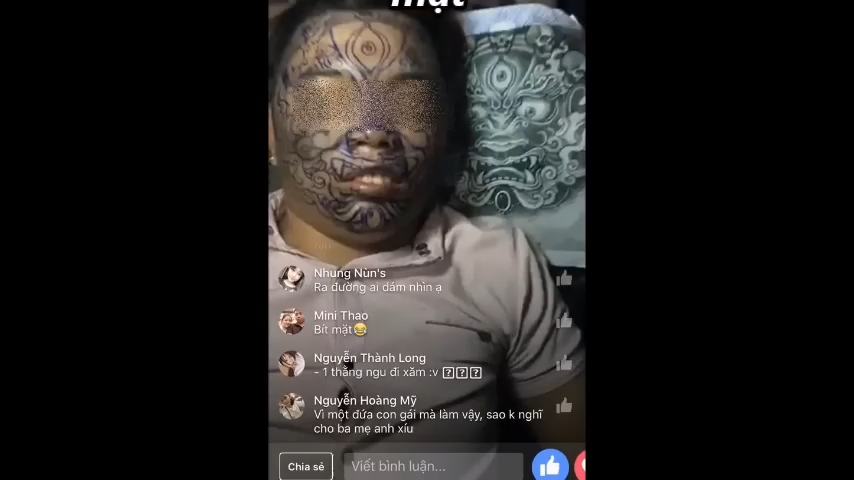 mặt
Nhung Nùn's
Ra đường ai dám nhìn ạ
Mini Thao
Bít mặt😂
Nguyễn Thành Long
- 1 thằng ngu đi xăm :v
Nguyễn Hoàng Mỹ
Vì một đứa con gái mà làm vậy, sao k nghĩ
cho ba mẹ anh xíu
Chia sẻ
Viết bình luận...